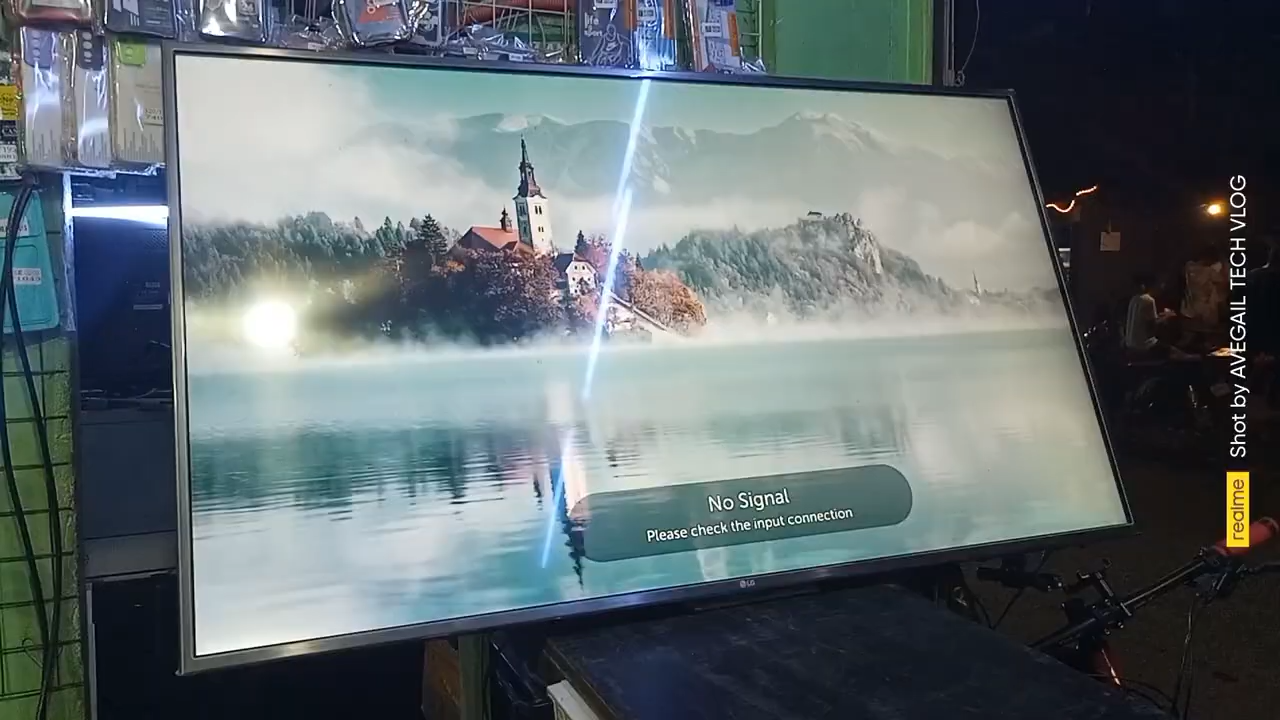 No Signal
Please check the input connection
LG
realme
Shot by AVEGAIL TECH VLOG